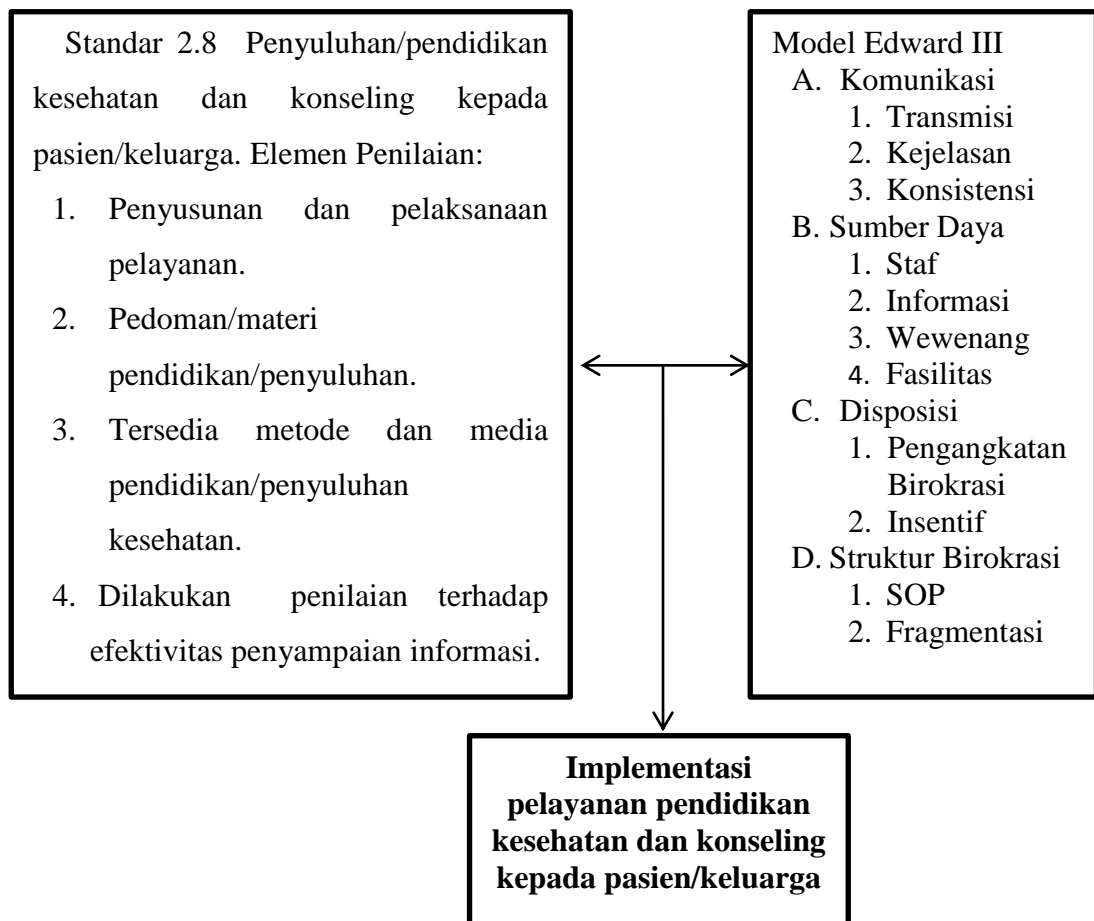 Standar 2.8 Penyuluhan/pendidikan
kesehatan dan konseling kepada
pasien/keluarga. Elemen Penilaian:
1. Penyusunan dan pelaksanaan
pelayanan.
2. Pedoman/materi
pendidikan/penyuluhan.
3. Tersedia metode dan media
pendidikan/penyuluhan
kesehatan.
4. Dilakukan penilaian terhadap
efektivitas penyampaian informasi.
Model Edward III
A. Komunikasi
1. Transmisi
2. Kejelasan
3. Konsistensi
B. Sumber Daya
1. Staf
2. Informasi
3. Wewenang
4. Fasilitas
C. Disposisi
1. Pengangkatan
Birokrasi
2. Insentif
D. Struktur Birokrasi
1. SOP
2. Fragmentasi
Implementasi
pelayanan pendidikan
kesehatan dan konseling
kepada pasien/keluarga